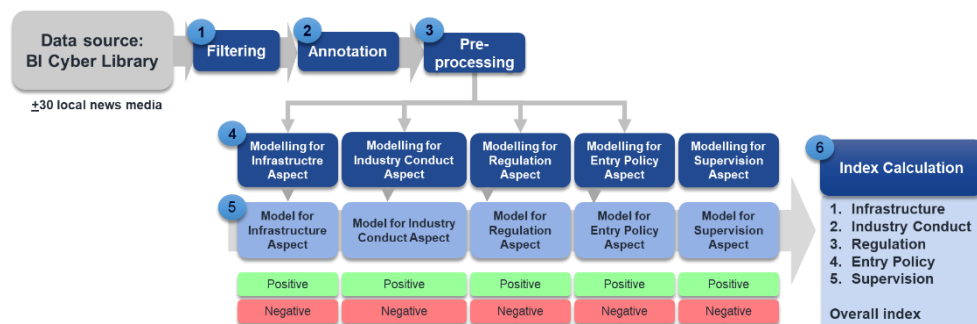 Data source:
BI Cyber Library
±30 local news media
1
Filtering
2
Annotation
3
Pre-
processing
4
Modelling for
Infrastructre
Aspect
Modelling for
Industry Conduct
Aspect
Modelling for
Regulation
Aspect
Modelling for
Entry Policy
Aspect
Modelling for
Supervision
Aspect
5
Model for
Infrastructure
Aspect
Model for Industry
Conduct Aspect
Model for
Regulation
Aspect
Model for
Entry Policy
Aspect
Model for
Supervision
Aspect
Positive
Positive
Positive
Positive
Positive
Negative
Negative
Negative
Negative
Negative
6
Index Calculation
1. Infrastructure
2. Industry Conduct
3. Regulation
4. Entry Policy
5. Supervision
Overall index